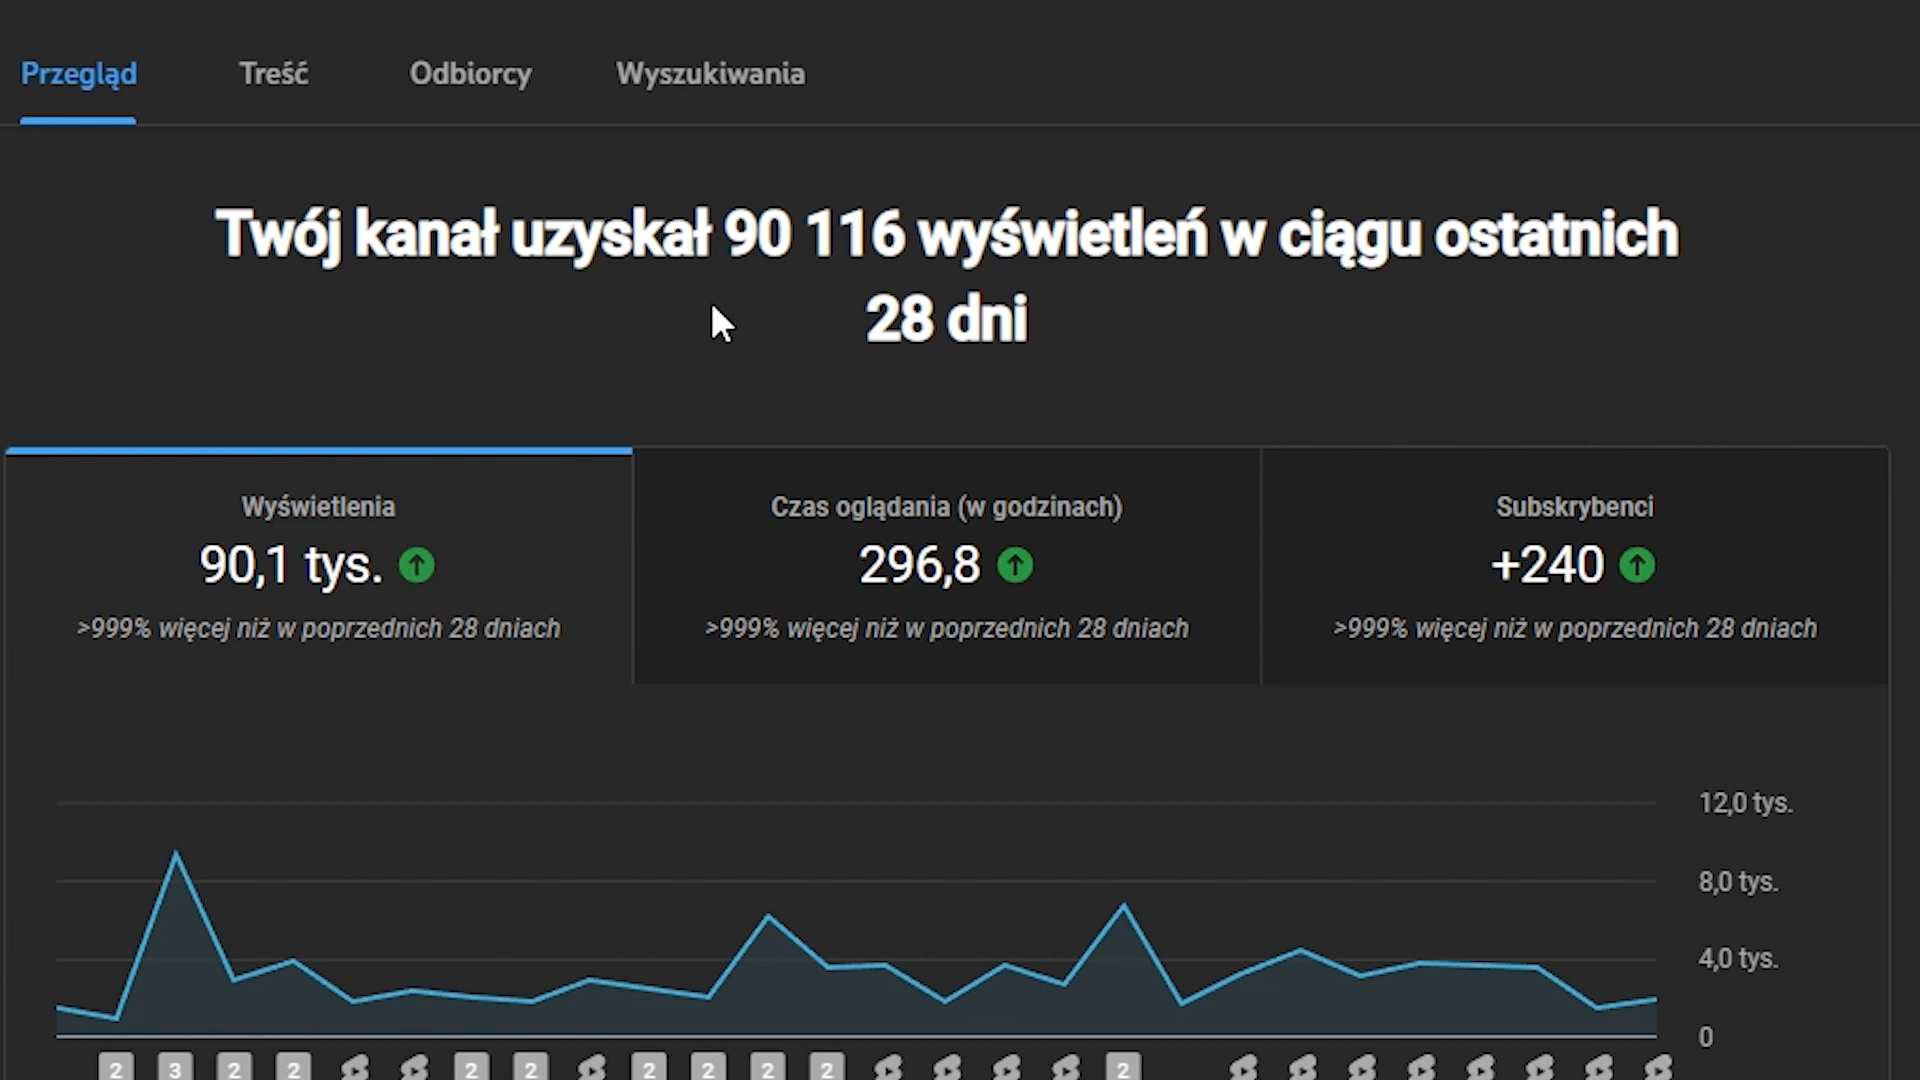 Przegląd Treść Odbiorcy Wyszukiwania
Twój kanał uzyskał 90 116 wyświetleń w ciągu ostatnich
28 dni
Wyświetlenia
90,1 tys.
>999% więcej niż w poprzednich 28 dniach
Czas oglądania (w godzinach)
296,8
>999% więcej niż w poprzednich 28 dniach
Subskrybenci
+240
>999% więcej niż w poprzednich 28 dniach
12,0 tys.
8,0 tys.
4,0 tys.
0
2 3 2 2 2 2 2 2 2 2 2